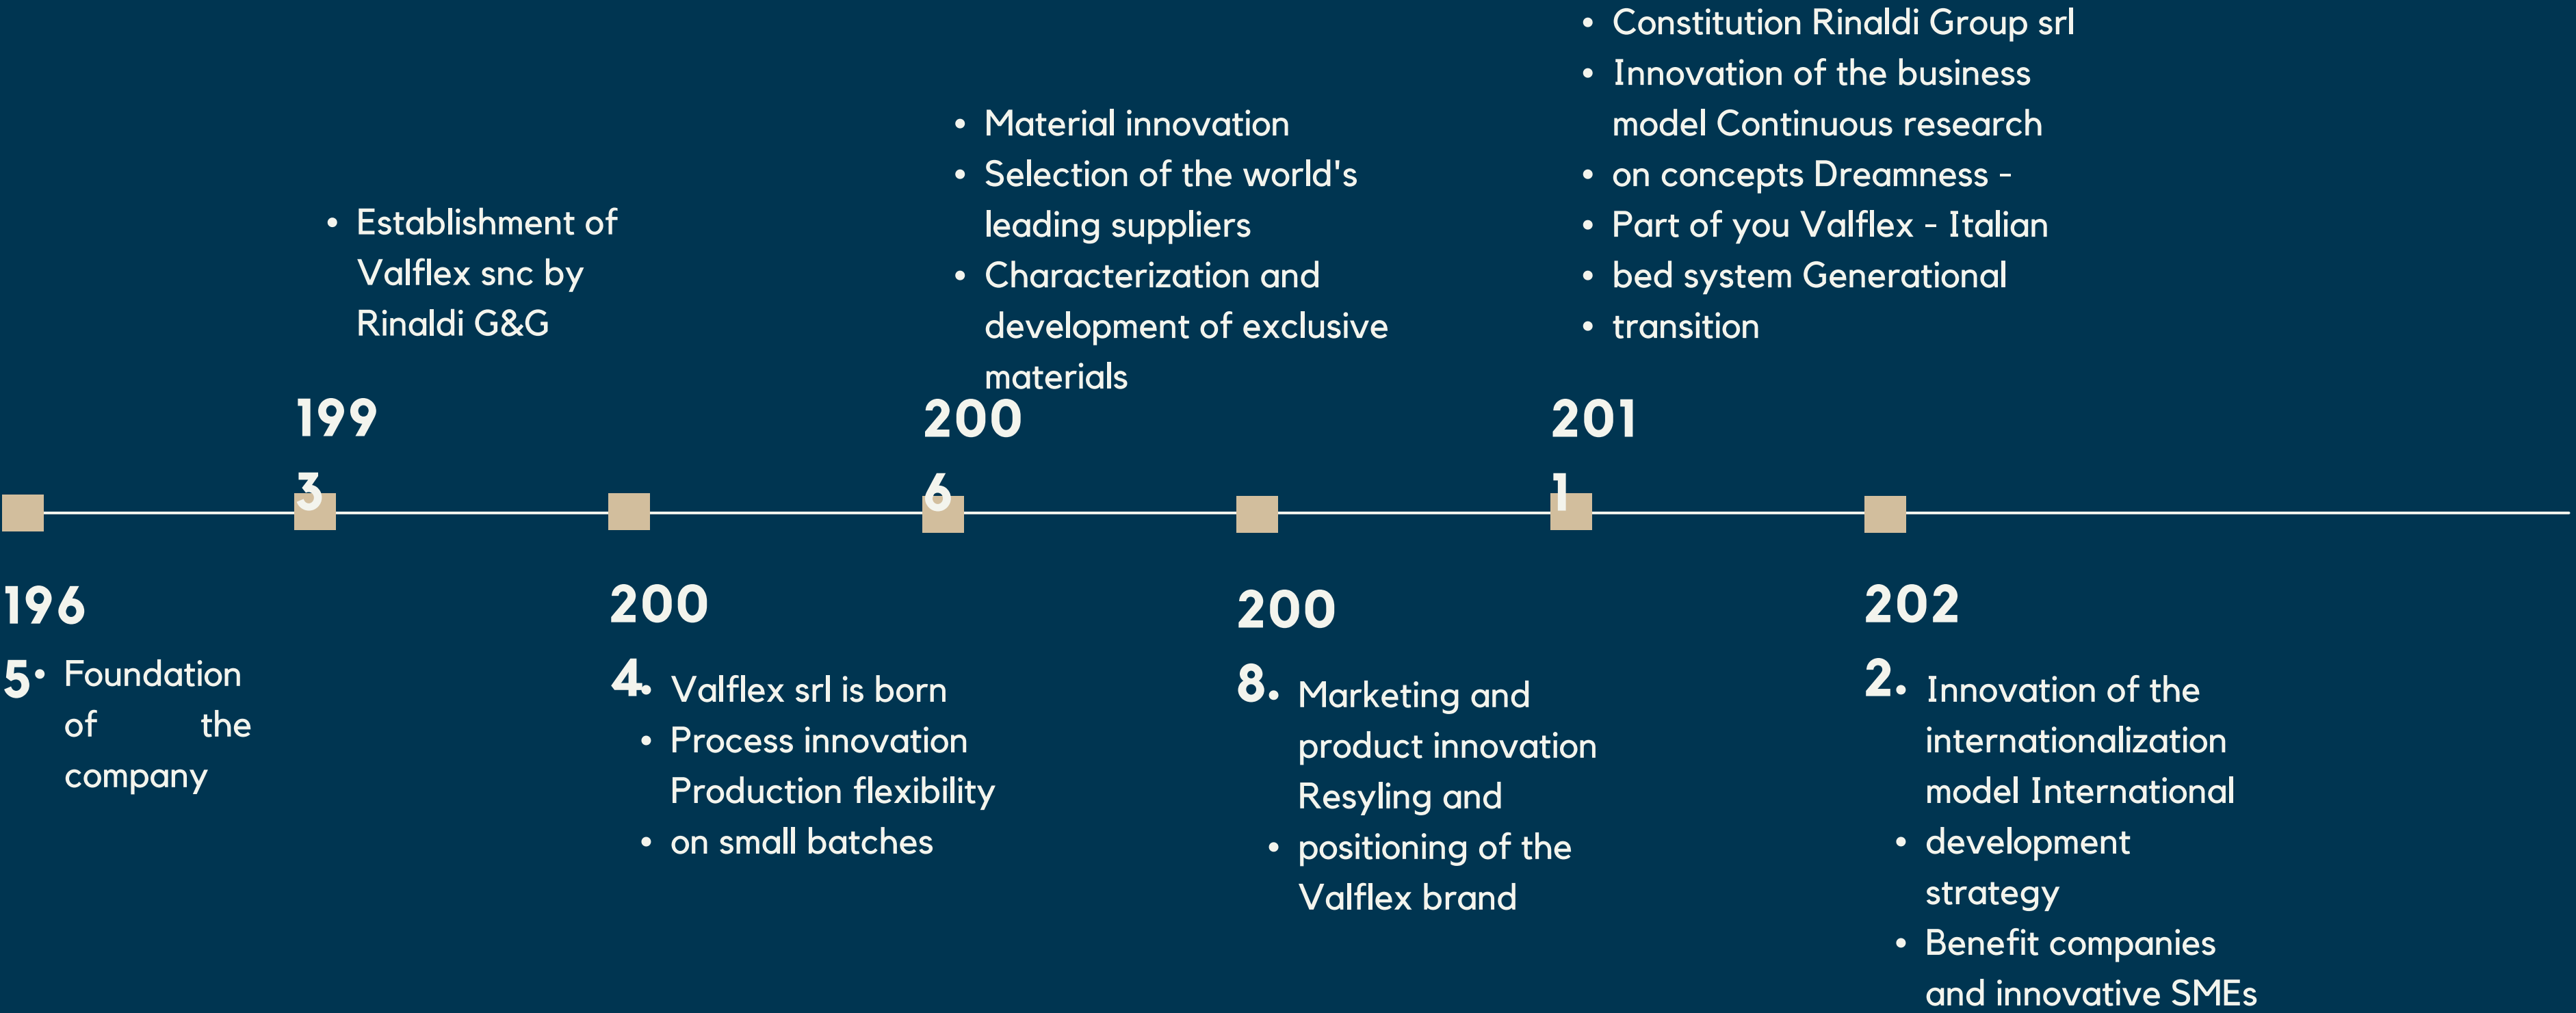 196
5
• Foundation
of the
company
• Establishment of
Valflex snc by
Rinaldi G&G
199
3
200
4
• Valflex srl is born
• Process innovation
Production flexibility
• on small batches
• Material innovation
• Selection of the world's
leading suppliers
• Characterization and
development of exclusive
materials
200
6
200
8
• Marketing and
product innovation
Resyling and
• positioning of the
Valflex brand
• Constitution Rinaldi Group srl
• Innovation of the business
model Continuous research
• on concepts Dreamness -
• Part of you Valflex - Italian
• bed system Generational
• transition
201
1
202
2
• Innovation of the
internationalization
model International
• development
strategy
• Benefit companies
and innovative SMEs